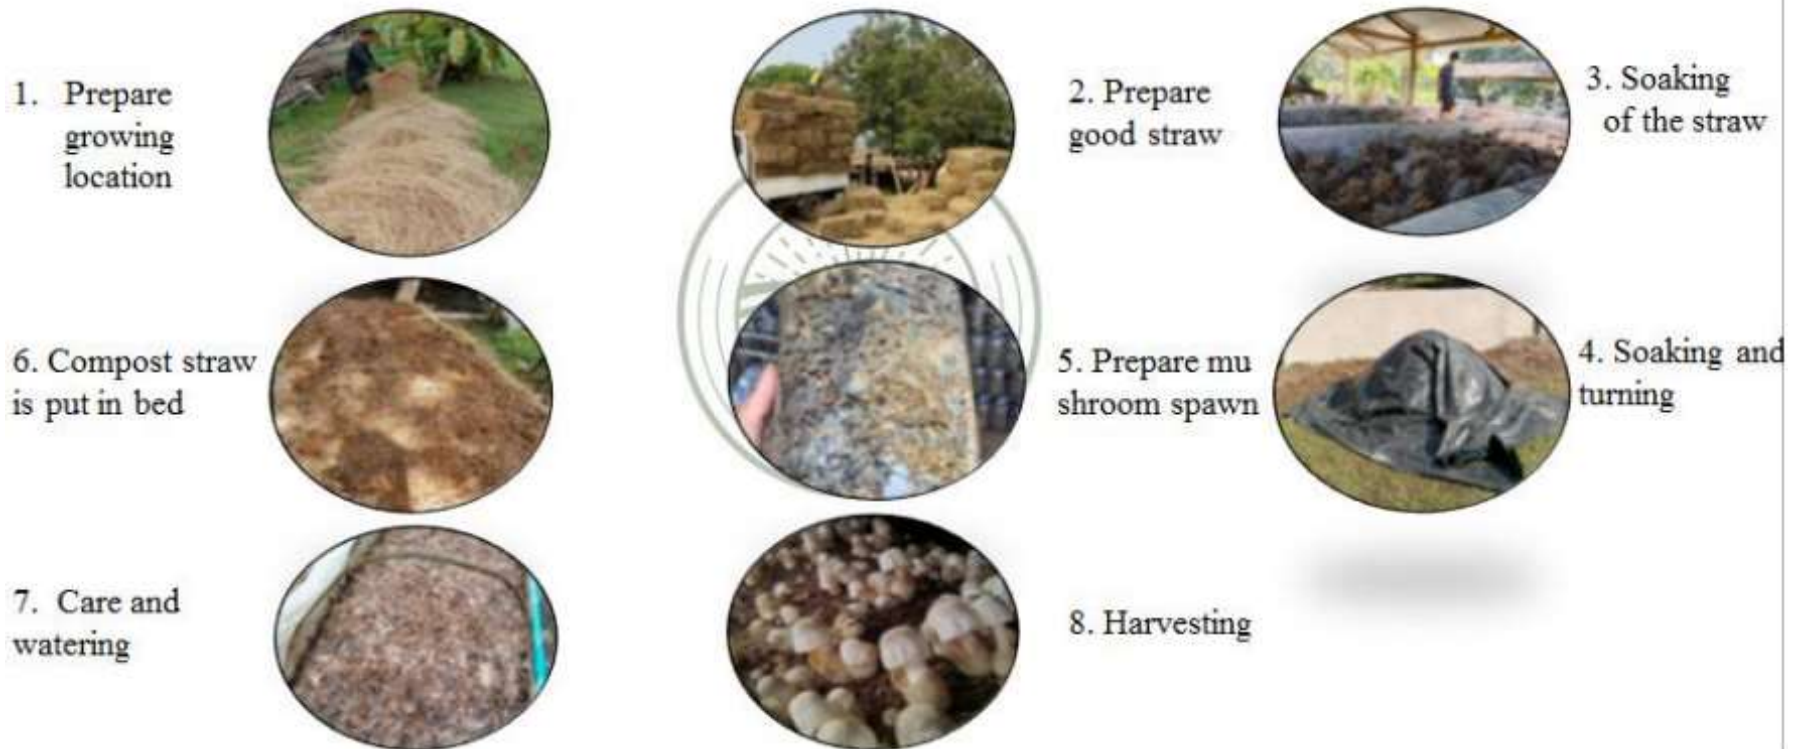 1. Prepare
growing
location
2. Prepare
good straw
3. Soaking
of the straw
6. Compost straw
is put in bed
5. Prepare mu
shroom spawn
4. Soaking and
turning
7. Care and
watering
8. Harvesting